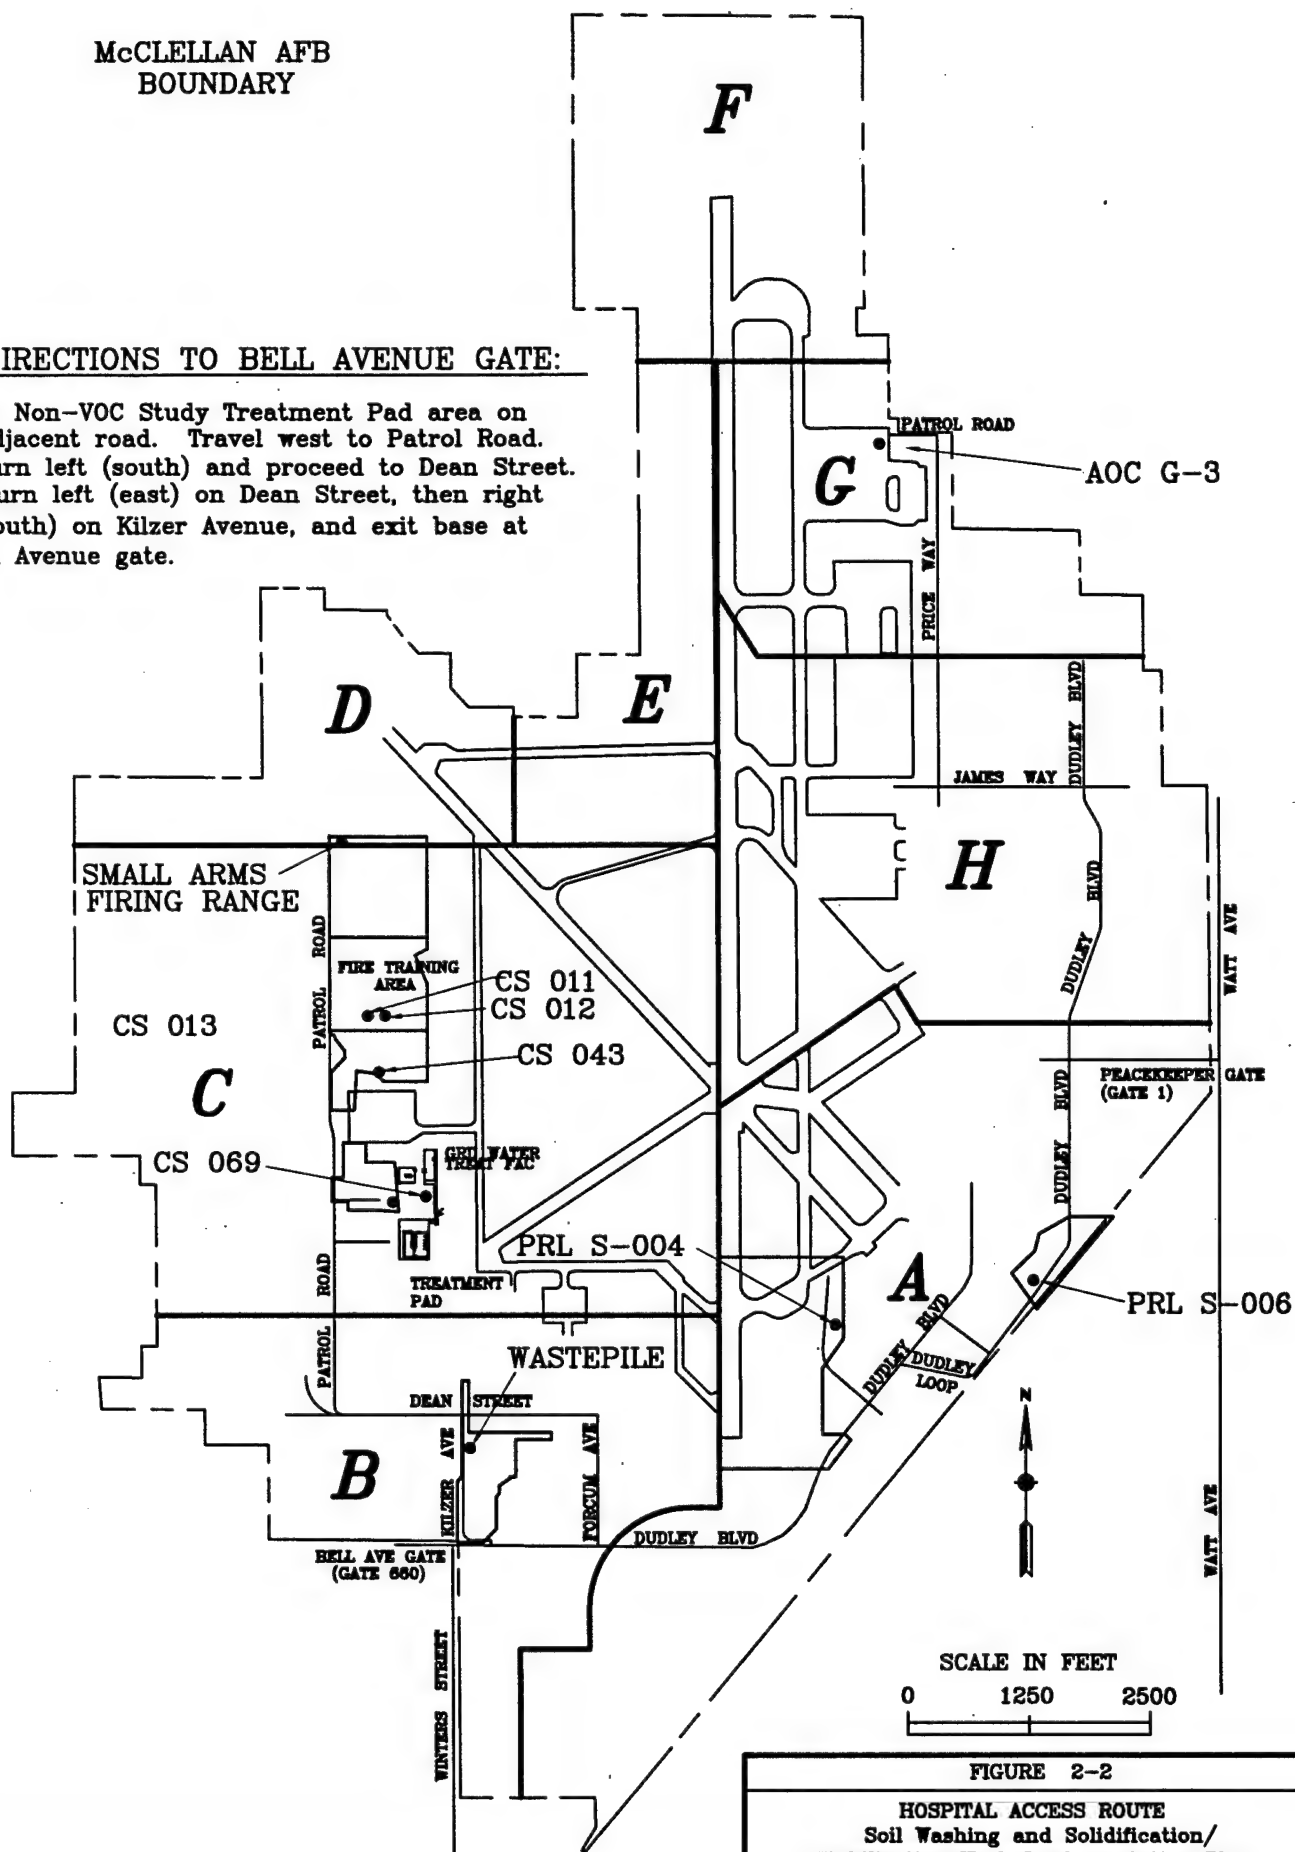 McCLELLAN AFB
BOUNDARY
F
IRECTIONS TO BELL AVENUE GATE:
Non-VOC Study Treatment Pad area on
djacent road. Travel west to Patrol Road.
urn left (south) and proceed to Dean Street.
urn left (east) on Dean Street, then right
outh) on Kilzer Avenue, and exit base at
Avenue gate.
PATROL ROAD
AOC G-3
G
PRICE WAY
D
E
DUDLEY BLVD
JAMES WAY
H
SMALL ARMS
FIRING RANGE
DUDLEY BLVD
WATT AVE
PATROL ROAD
FIRE TRAINING
AREA
CS 011
CS 012
CS 013
CS 043
C
PEACEKEEPER GATE
(GATE 1)
DUDLEY BLVD
GRD WATER
TREAT FAC
CS 069
PRL S-004
A
PRL S-006
TREATMENT
PAD
PATROL ROAD
WASTEPILE
DUDLEY BLVD
DUDLEY
LOOP
DEAN STREET
N
B
KILZER AVE
FORCUM AVE
DUDLEY BLVD
WATT AVE
BELL AVE GATE
(GATE 660)
WINTERS STREET
SCALE IN FEET
0 1250 2500
FIGURE 2-2
HOSPITAL ACCESS ROUTE
Soil Washing and Solidification/